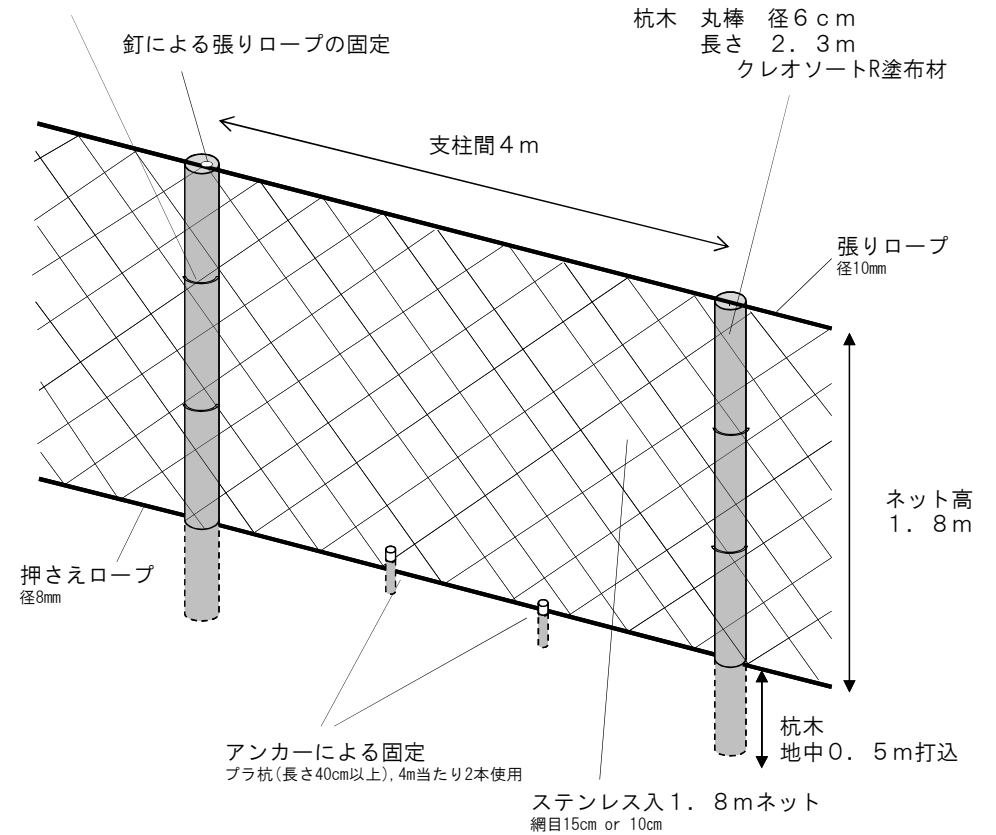 杭木　丸棒　径６ｃｍ
長さ　２．３ｍ
クレオソートR塗布材
釘による張りロープの固定
支柱間４ｍ
張りロープ
径10mm
ネット高
１．８ｍ
押さえロープ
径8mm
杭木
地中０．５ｍ打込
アンカーによる固定
プラ杭(長さ40cm以上),4m当たり2本使用
ステンレス入１．８ｍネット
網目15cm or 10cm